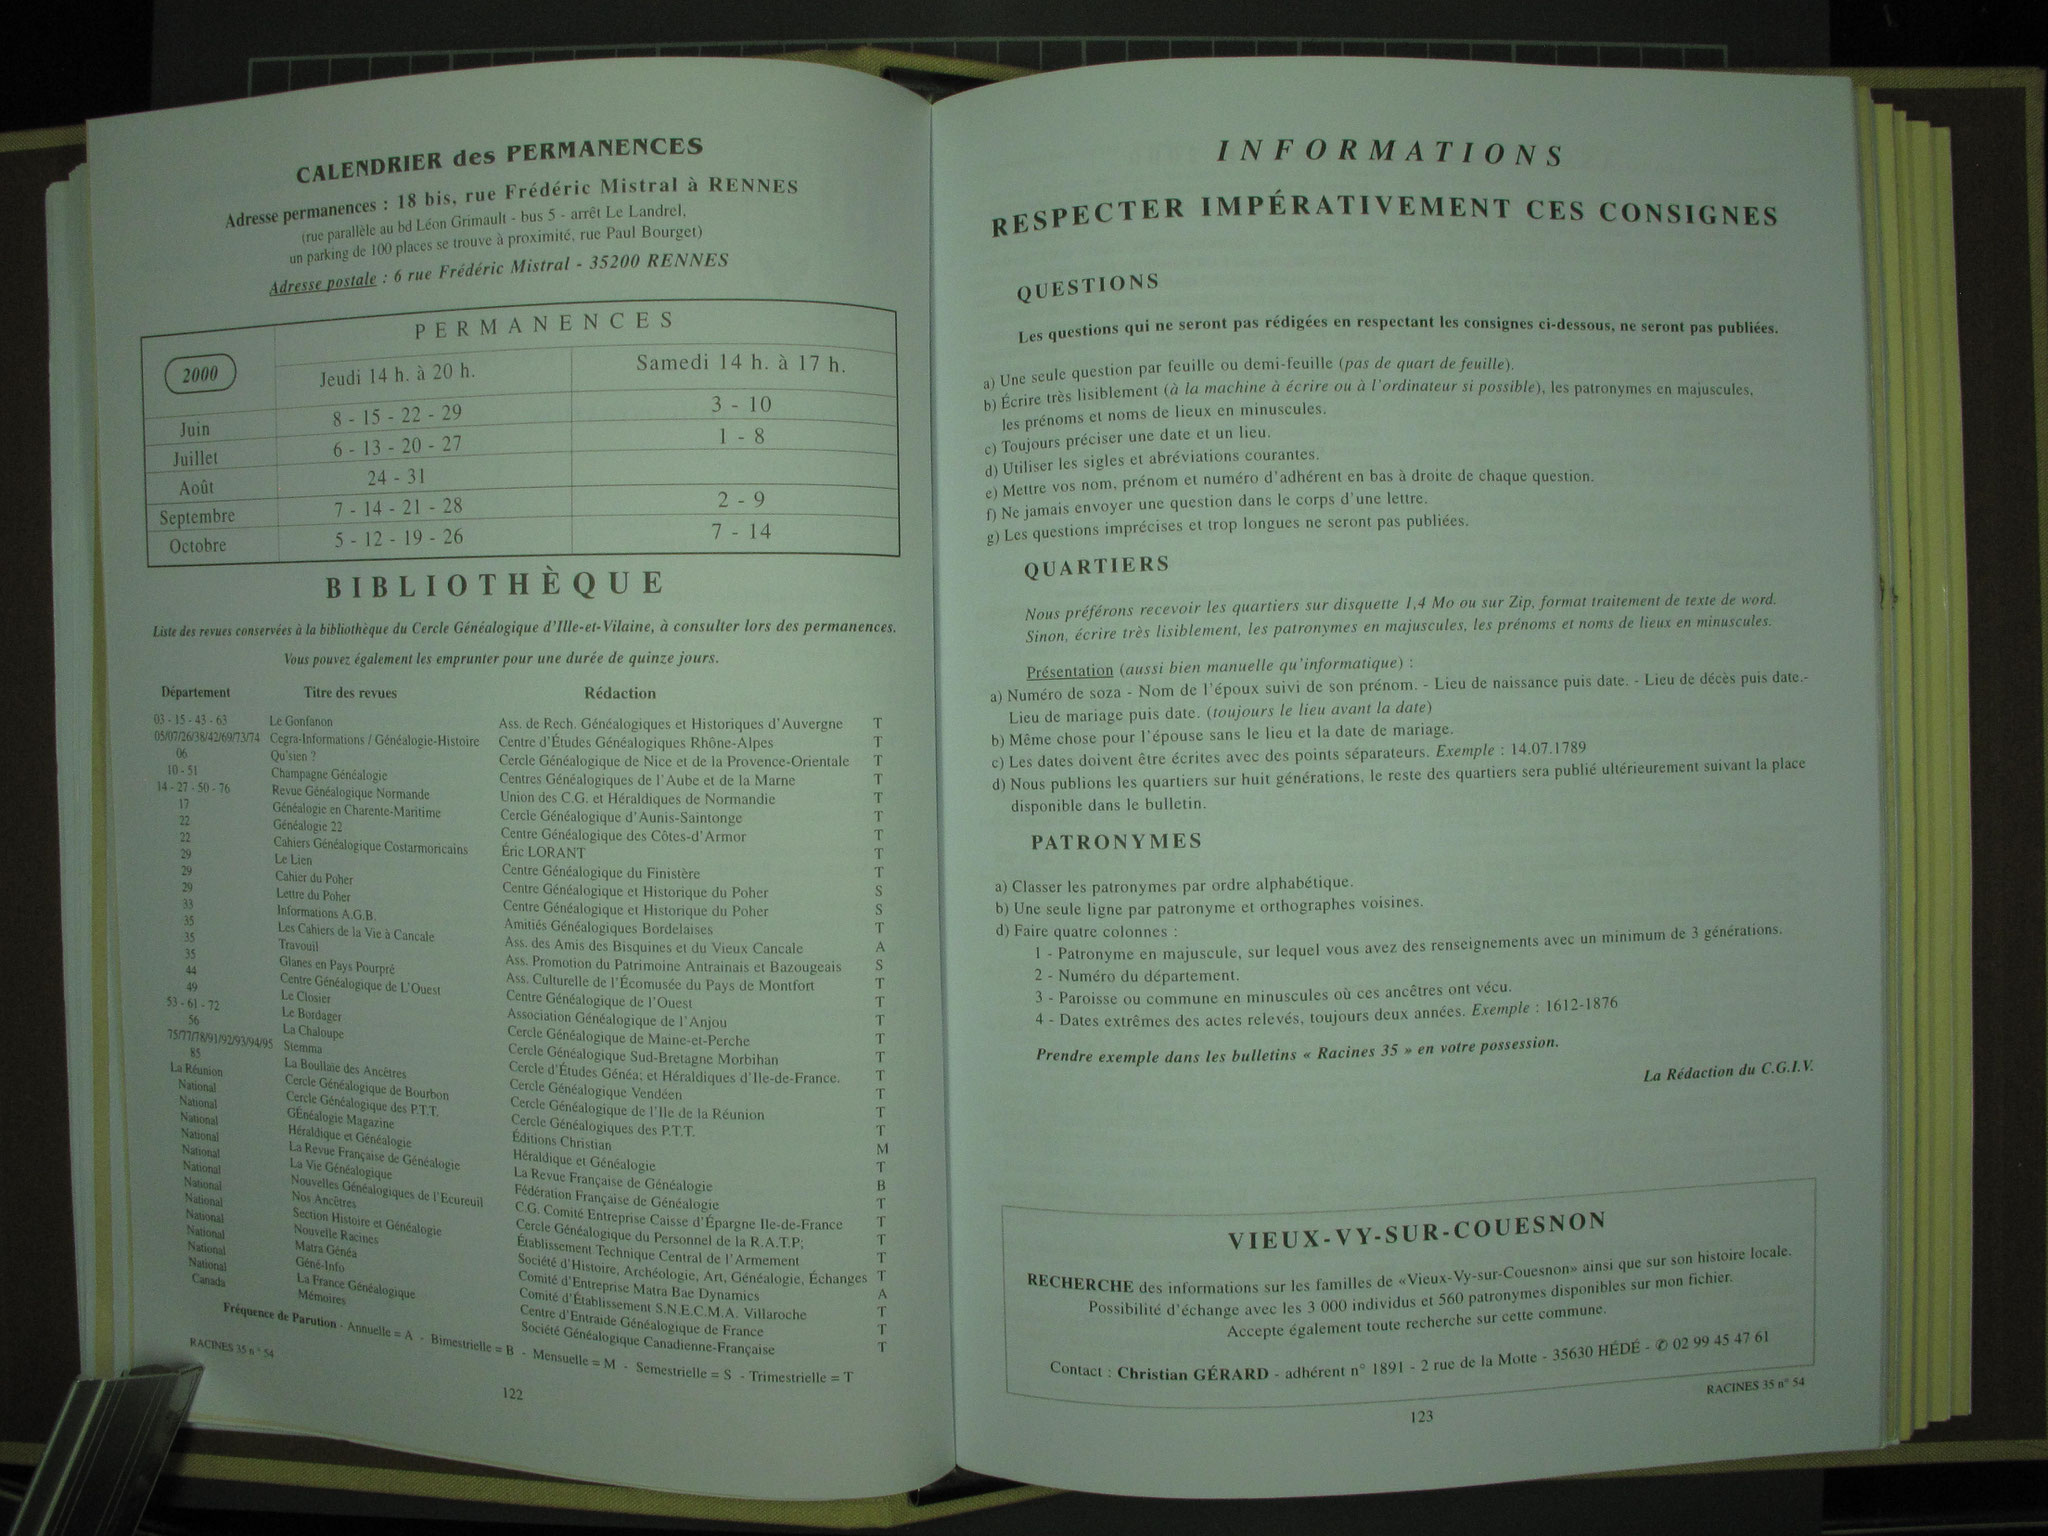 CALENDRIER des PERMANENCES
Adresse permanences : 18 bis, rue Frédéric Mistral à RENNES
(rue parallèle au bd Léon Grimault - bus 5 - arrêt Le Landrel,
un parking de 100 places se trouve à proximité, rue Paul Bourget)
Adresse postale : 6 rue Frédéric Mistral - 35200 RENNES
2000 PERMANENCES
Jeudi 14 h. à 20 h. Samedi 14 h. à 17 h.
Juin 8 - 15 - 22 - 29 3 - 10
Juillet 6 - 13 - 20 - 27 1 - 8
Août 24 - 31
Septembre 7 - 14 - 21 - 28 2 - 9
Octobre 5 - 12 - 19 - 26 7 - 14
BIBLIOTHÈQUE
Liste des revues conservées à la bibliothèque du Cercle Généalogique d'Ille-et-Vilaine, à consulter lors des permanences.
Vous pouvez également les emprunter pour une durée de quinze jours.
Département Titre des revues Rédaction
03 - 15 - 43 - 63 Le Gonfanon Ass. de Rech. Généalogiques et Historiques d'Auvergne T
05/07/26/38/42/69/73/74 Cegra-Informations / Généalogie-Histoire Centre d'Études Généalogiques Rhône-Alpes T
06 Qu'sien ? Cercle Généalogique de Nice et de la Provence-Orientale T
10 - 51 Champagne Généalogie Centres Généalogiques de l'Aube et de la Marne T
14 - 27 - 50 - 76 Revue Généalogique Normande Union des C.G. et Héraldiques de Normandie T
17 Généalogie en Charente-Maritime Cercle Généalogique d'Aunis-Saintonge T
22 Généalogie 22 Centre Généalogique des Côtes-d'Armor T
22 Cahiers Généalogique Costarmoricains Éric LORANT T
29 Le Lien Centre Généalogique du Finistère T
29 Cahier du Poher Centre Généalogique et Historique du Poher S
29 Lettre du Poher Centre Généalogique et Historique du Poher S
33 Informations A.G.B. Amitiés Généalogiques Bordelaises T
35 Les Cahiers de la Vie à Cancale Ass. des Amis des Bisquines et du Vieux Cancale A
35 Travouil Ass. Promotion du Patrimoine Antrainais et Bazougeais S
35 Glanes en Pays Pourpré Ass. Culturelle de l'Écomusée du Pays de Montfort T
44 Centre Généalogique de L'Ouest Centre Généalogique de l'Ouest T
49 Le Closier Association Généalogique de l'Anjou T
53 - 61 - 72 Le Bordager Cercle Généalogique de Maine-et-Perche T
56 La Chaloupe Cercle Généalogique Sud-Bretagne Morbihan T
75/77/78/91/92/93/94/95 Stemma Cercle d'Études Généa; et Héraldiques d'Ile-de-France. T
85 La Boullaie des Ancêtres Cercle Généalogique Vendéen T
La Réunion Cercle Généalogique de Bourbon Cercle Généalogique de l'Ile de la Réunion T
National Cercle Généalogique des P.T.T. Cercle Généalogiques des P.T.T. T
National GÉnéalogie Magazine Éditions Christian M
National Héraldique et Généalogie Héraldique et Généalogie T
National La Revue Française de Généalogie La Revue Française de Généalogie B
National La Vie Généalogique Fédération Française de Généalogie T
National Nouvelles Généalogiques de l'Ecureuil C.G. Comité Entreprise Caisse d'Épargne Ile-de-France T
National Nos Ancêtres Cercle Généalogique du Personnel de la R.A.T.P; T
National Section Histoire et Généalogie Établissement Technique Central de l'Armement T
National Nouvelle Racines Société d'Histoire, Archéologie, Art, Généalogie, Échanges T
National Matra Généa Comité d'Entreprise Matra Bae Dynamics A
National Géné-Info Comité d'Établissement S.N.E.C.M.A. Villaroche T
National La France Généalogique Centre d'Entraide Généalogique de France T
Canada Mémoires Société Généalogique Canadienne-Française T
Fréquence de Parution - Annuelle = A - Bimestrielle = B - Mensuelle = M - Semestrielle = S - Trimestrielle = T
RACINES 35 n° 54
122
INFORMATIONS
RESPECTER IMPÉRATIVEMENT CES CONSIGNES
QUESTIONS
Les questions qui ne seront pas rédigées en respectant les consignes ci-dessous, ne seront pas publiées.
a) Une seule question par feuille ou demi-feuille (pas de quart de feuille).
b) Écrire très lisiblement (à la machine à écrire ou à l'ordinateur si possible), les patronymes en majuscules,
les prénoms et noms de lieux en minuscules.
c) Toujours préciser une date et un lieu.
d) Utiliser les sigles et abréviations courantes.
e) Mettre vos nom, prénom et numéro d'adhérent en bas à droite de chaque question.
f) Ne jamais envoyer une question dans le corps d'une lettre.
g) Les questions imprécises et trop longues ne seront pas publiées.
QUARTIERS
Nous préférons recevoir les quartiers sur disquette 1,4 Mo ou sur Zip, format traitement de texte de word.
Sinon, écrire très lisiblement, les patronymes en majuscules, les prénoms et noms de lieux en minuscules.
Présentation (aussi bien manuelle qu'informatique) :
a) Numéro de soza - Nom de l'époux suivi de son prénom. - Lieu de naissance puis date. - Lieu de décès puis date.-
Lieu de mariage puis date. (toujours le lieu avant la date)
b) Même chose pour l'épouse sans le lieu et la date de mariage.
c) Les dates doivent être écrites avec des points séparateurs. Exemple : 14.07.1789
d) Nous publions les quartiers sur huit générations, le reste des quartiers sera publié ultérieurement suivant la place
disponible dans le bulletin.
PATRONYMES
a) Classer les patronymes par ordre alphabétique.
b) Une seule ligne par patronyme et orthographes voisines.
d) Faire quatre colonnes :
1 - Patronyme en majuscule, sur lequel vous avez des renseignements avec un minimum de 3 générations.
2 - Numéro du département.
3 - Paroisse ou commune en minuscules où ces ancêtres ont vécu.
4 - Dates extrêmes des actes relevés, toujours deux années. Exemple : 1612-1876
Prendre exemple dans les bulletins « Racines 35 » en votre possession.
La Rédaction du C.G.I.V.
VIEUX-VY-SUR-COUESNON
RECHERCHE des informations sur les familles de «Vieux-Vy-sur-Couesnon» ainsi que sur son histoire locale.
Possibilité d'échange avec les 3 000 individus et 560 patronymes disponibles sur mon fichier.
Accepte également toute recherche sur cette commune.
Contact : Christian GÉRARD - adhérent n° 1891 - 2 rue de la Motte - 35630 HÉDÉ - ✆ 02 99 45 47 61
RACINES 35 n° 54
123